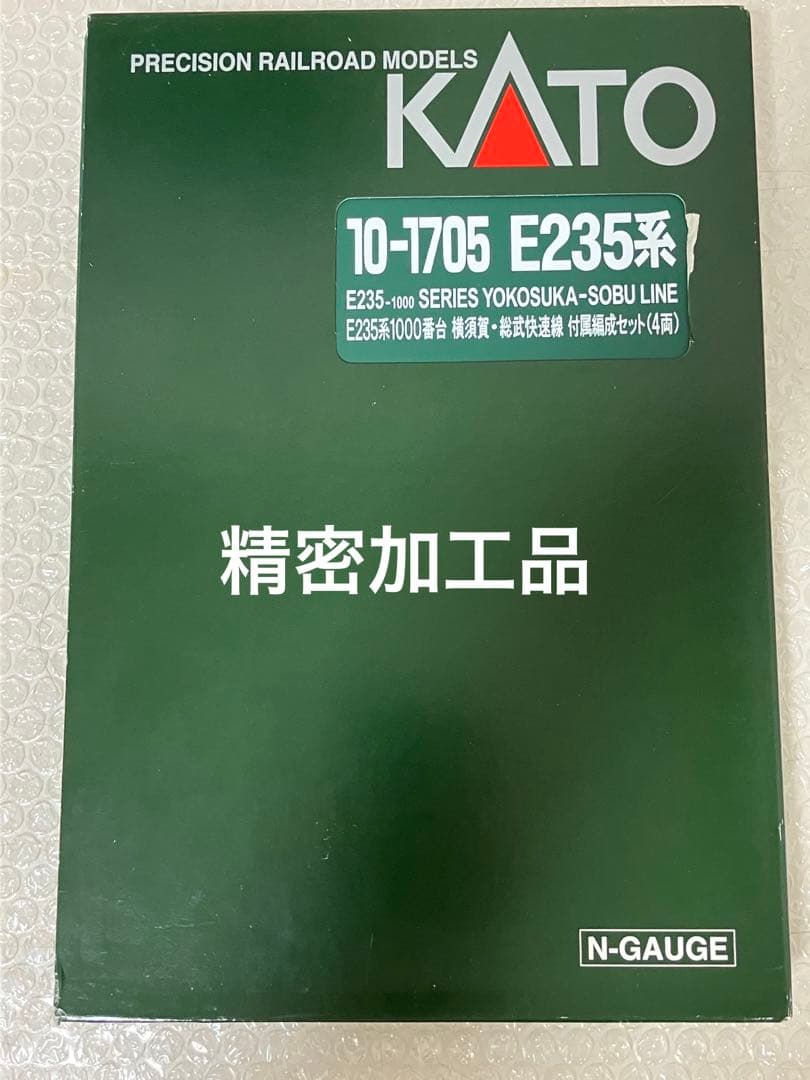 PRECISION RAILROAD MODELS
KATO
10-1705 E235系
E235-1000 SERIES YOKOSUKA-SOBU LINE
E235系1000番台 横須賀・総武快速線 付属編成セット(4両)
精密加工品
N-GAUGE